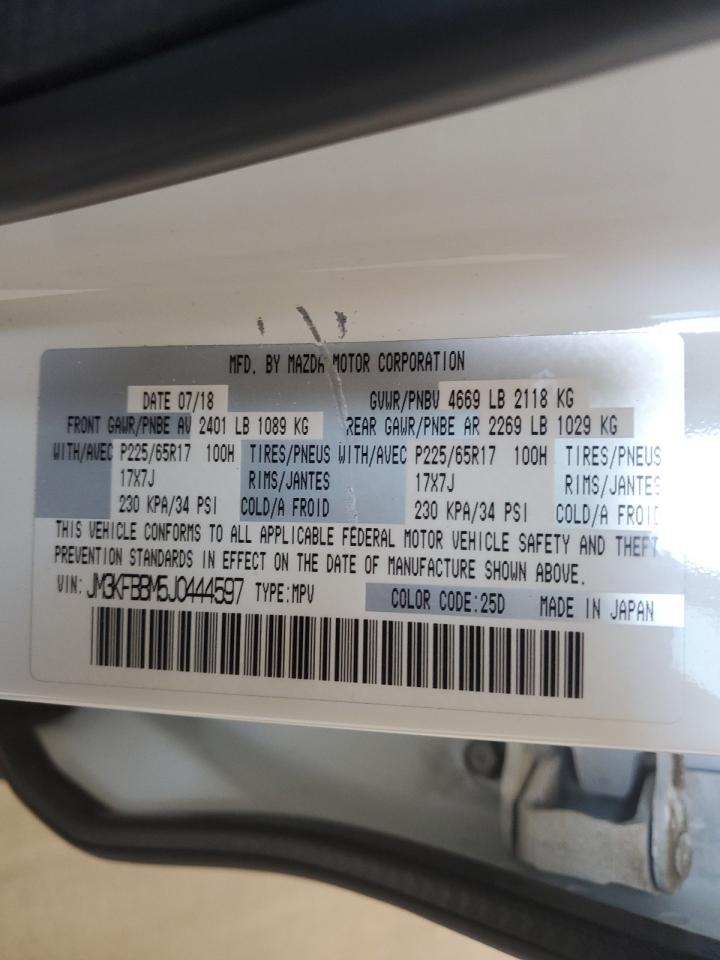 MFD. BY MAZDA MOTOR CORPORATION
DATE 07/18 GVWR/PNBV 4669 LB 2118 KG
FRONT GAWR/PNBE AV 2401 LB 1089 KG REAR GAWR/PNBE AR 2269 LB 1029 KG
WITH/AVEC P225/65R17 100H TIRES/PNEUS WITH/AVEC P225/65R17 100H TIRES/PNEUS
17X7J RIMS/JANTES 17X7J RIMS/JANTES
230 KPA/34 PSI COLD/A FROID 230 KPA/34 PSI COLD/A FROID
THIS VEHICLE CONFORMS TO ALL APPLICABLE FEDERAL MOTOR VEHICLE SAFETY AND THEFT
PREVENTION STANDARDS IN EFFECT ON THE DATE OF MANUFACTURE SHOWN ABOVE.
VIN: JM3KFBBM5J0444597 TYPE:MPV COLOR CODE:25D MADE IN JAPAN